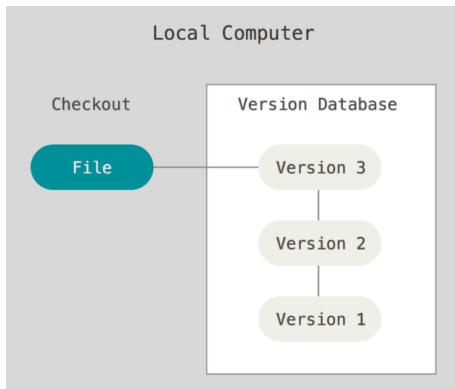 Local Computer
Checkout
Version Database
File
Version 3
Version 2
Version 1